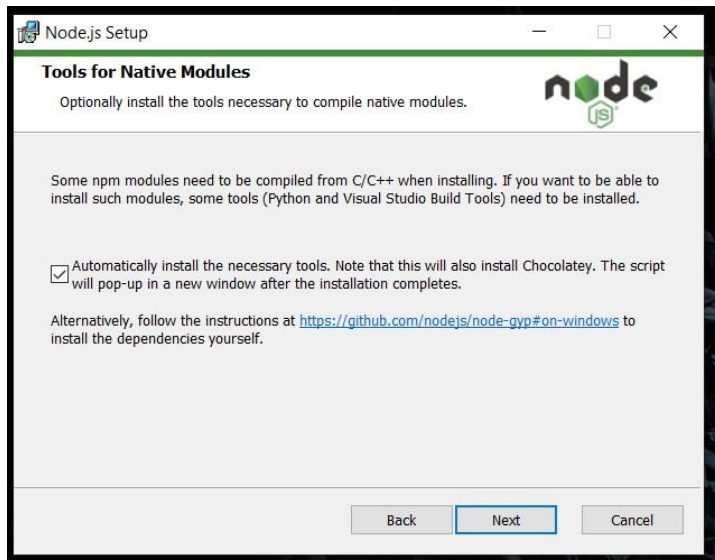 Node.js Setup
Tools for Native Modules
Optionally install the tools necessary to compile native modules.
node
JS
Some npm modules need to be compiled from C/C++ when installing. If you want to be able to
install such modules, some tools (Python and Visual Studio Build Tools) need to be installed.
Automatically install the necessary tools. Note that this will also install Chocolatey. The script
will pop-up in a new window after the installation completes.
Alternatively, follow the instructions at https://github.com/nodejs/node-gyp#on-windows to
install the dependencies yourself.
Back
Next
Cancel